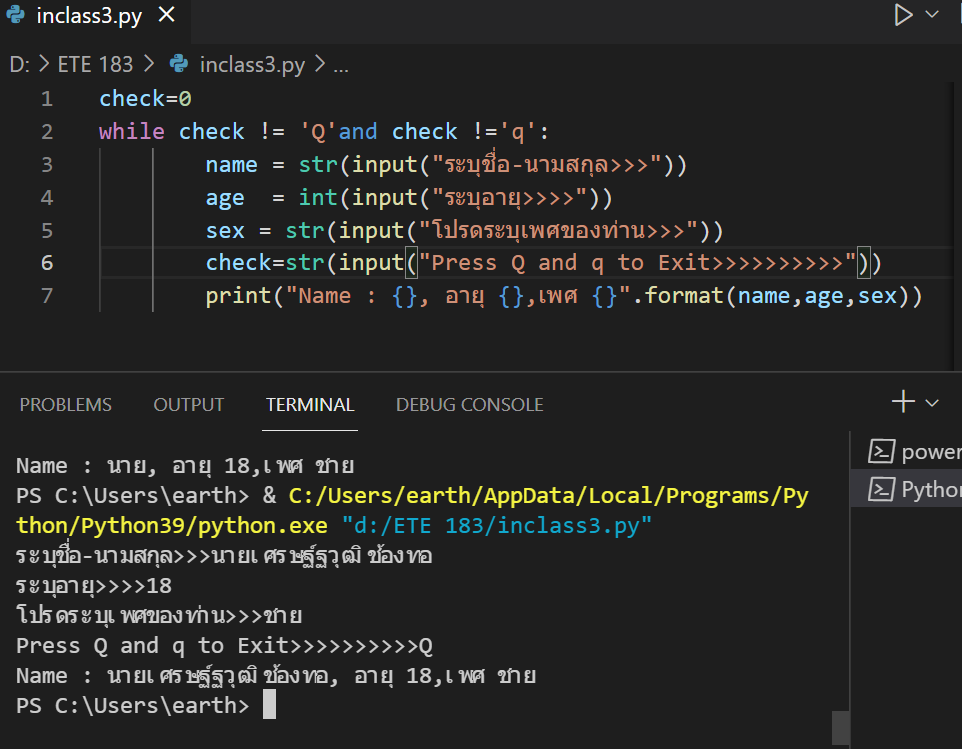 inclass3.py
D: > ETE 183 > inclass3.py > ...
1 check=0
2 while check != 'Q'and check !='q':
3 name = str(input("ระบุชื่อ-นามสกุล>>>"))
4 age  = int(input("ระบุอายุ>>>>"))
5 sex = str(input("โปรดระบุเพศของท่าน>>>"))
6 check=str(input("Press Q and q to Exit>>>>>>>>>>"))
7 print("Name : {}, อายุ {},เพศ {}".format(name,age,sex))
PROBLEMS OUTPUT TERMINAL DEBUG CONSOLE
Name : นาย, อายุ 18,เพศ ชาย
PS C:\Users\earth> & C:/Users/earth/AppData/Local/Programs/Py
thon/Python39/python.exe "d:/ETE 183/inclass3.py"
ระบุชื่อ-นามสกุล>>>นายเศรษฐ์ฐวุฒิ ช้องทอ
ระบุอายุ>>>>18
โปรดระบุเพศของท่าน>>>ชาย
Press Q and q to Exit>>>>>>>>>>Q
Name : นายเศรษฐ์ฐวุฒิ ช้องทอ, อายุ 18,เพศ ชาย
PS C:\Users\earth>
power
Python